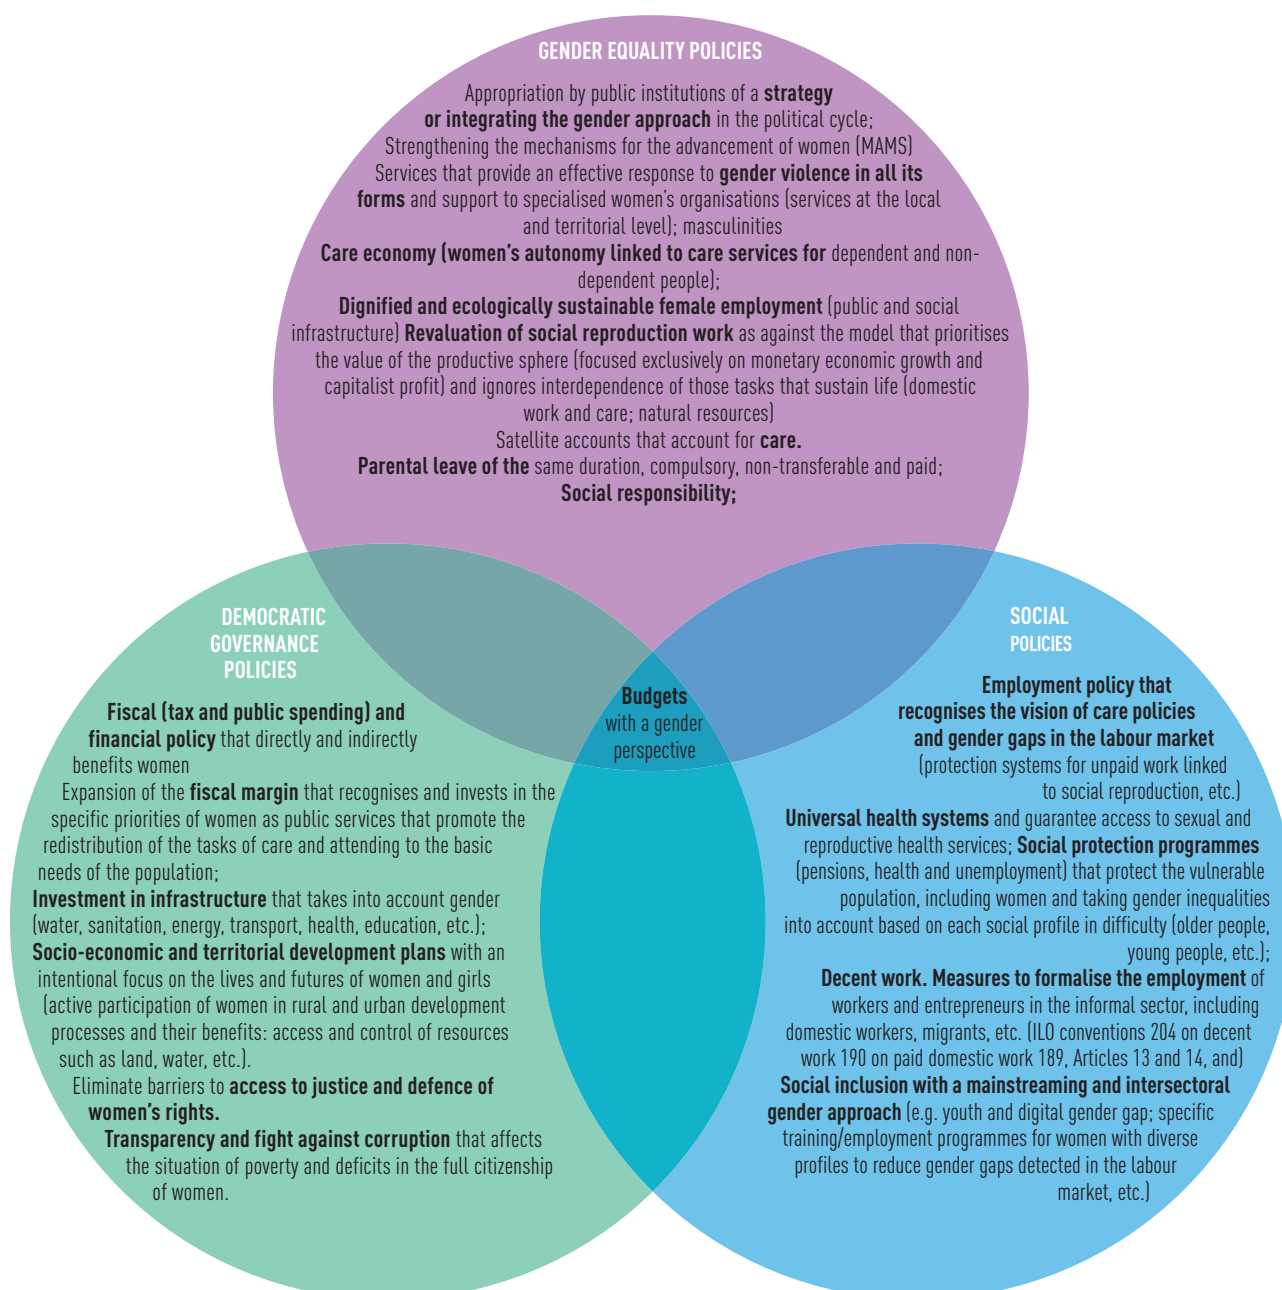 GENDER EQUALITY POLICIES
Appropriation by public institutions of a strategy
or integrating the gender approach in the political cycle;
Strengthening the mechanisms for the advancement of women (MAMS)
Services that provide an effective response to gender violence in all its
forms and support to specialised women's organisations (services at the local
and territorial level); masculinities
Care economy (women's autonomy linked to care services for dependent and non-
dependent people);
Dignified and ecologically sustainable female employment (public and social
infrastructure) Revaluation of social reproduction work as against the model that prioritises
the value of the productive sphere (focused exclusively on monetary economic growth and
capitalist profit) and ignores interdependence of those tasks that sustain life (domestic
work and care; natural resources)
Satellite accounts that account for care.
Parental leave of the same duration, compulsory, non-transferable and paid;
Social responsibility;
DEMOCRATIC
GOVERNANCE
POLICIES
Fiscal (tax and public spending) and
financial policy that directly and indirectly
benefits women
Expansion of the fiscal margin that recognises and invests in the
specific priorities of women as public services that promote the
redistribution of the tasks of care and attending to the basic
needs of the population;
Investment in infrastructure that takes into account gender
(water, sanitation, energy, transport, health, education, etc.);
Socio-economic and territorial development plans with an
intentional focus on the lives and futures of women and girls
(active participation of women in rural and urban development
processes and their benefits: access and control of resources
such as land, water, etc.).
Eliminate barriers to access to justice and defence of
women's rights.
Transparency and fight against corruption that affects
the situation of poverty and deficits in the full citizenship
of women.
Budgets
with a gender
perspective
SOCIAL
POLICIES
Employment policy that
recognises the vision of care policies
and gender gaps in the labour market
(protection systems for unpaid work linked
to social reproduction, etc.)
Universal health systems and guarantee access to sexual and
reproductive health services; Social protection programmes
(pensions, health and unemployment) that protect the vulnerable
population, including women and taking gender inequalities
into account based on each social profile in difficulty (older people,
young people, etc.);
Decent work. Measures to formalise the employment of
workers and entrepreneurs in the informal sector, including
domestic workers, migrants, etc. (ILO conventions 204 on decent
work 190 on paid domestic work 189, Articles 13 and 14, and)
Social inclusion with a mainstreaming and intersectoral
gender approach (e.g. youth and digital gender gap; specific
training/employment programmes for women with diverse
profiles to reduce gender gaps detected in the labour
market, etc.)